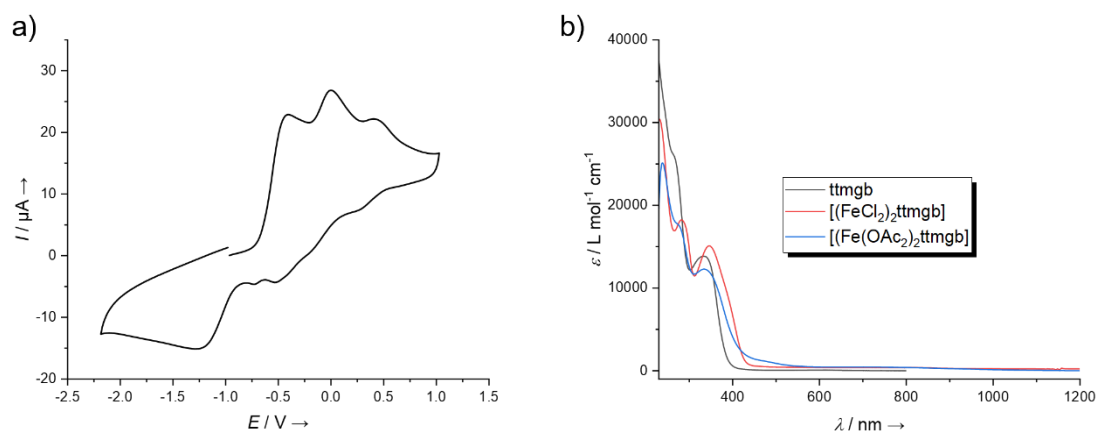 a)
30
20
10
0
-10
-20
I / µA →
-2.5 -2.0 -1.5 -1.0 -0.5 0.0 0.5 1.0 1.5
E / V →
b)
40000
30000
20000
10000
0
ε / L mol⁻¹ cm⁻¹
ttmgb
[(FeCl₂)₂ttmgb]
[(Fe(OAc₂)₂ttmgb]
400 600 800 1000 1200
λ / nm →